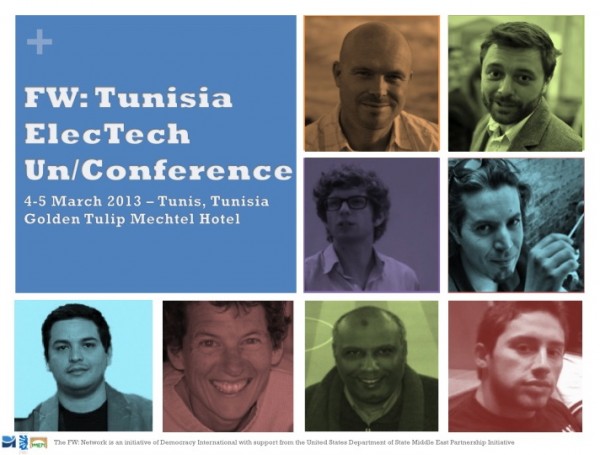 +
FW: Tunisia
ElecTech
Un/Conference
4-5 March 2013 – Tunis, Tunisia
Golden Tulip Mechtel Hotel
The FW: Network is an initiative of Democracy International with support from the United States Department of State Middle East Partnership Initiative